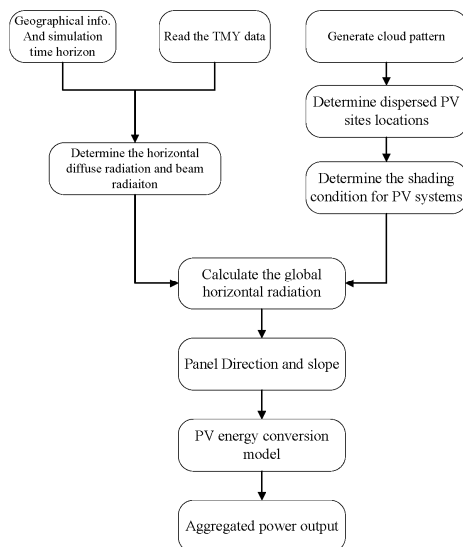 Geographical info.
And simulation
time horizon
Read the TMY data
Generate cloud pattern
Determine dispersed PV
sites locations
Determine the horizontal
diffuse radiation and beam
radiaiton
Determine the shading
condition for PV systems
Calculate the global
horizontal radiation
Panel Direction and slope
PV energy conversion
model
Aggregated power output